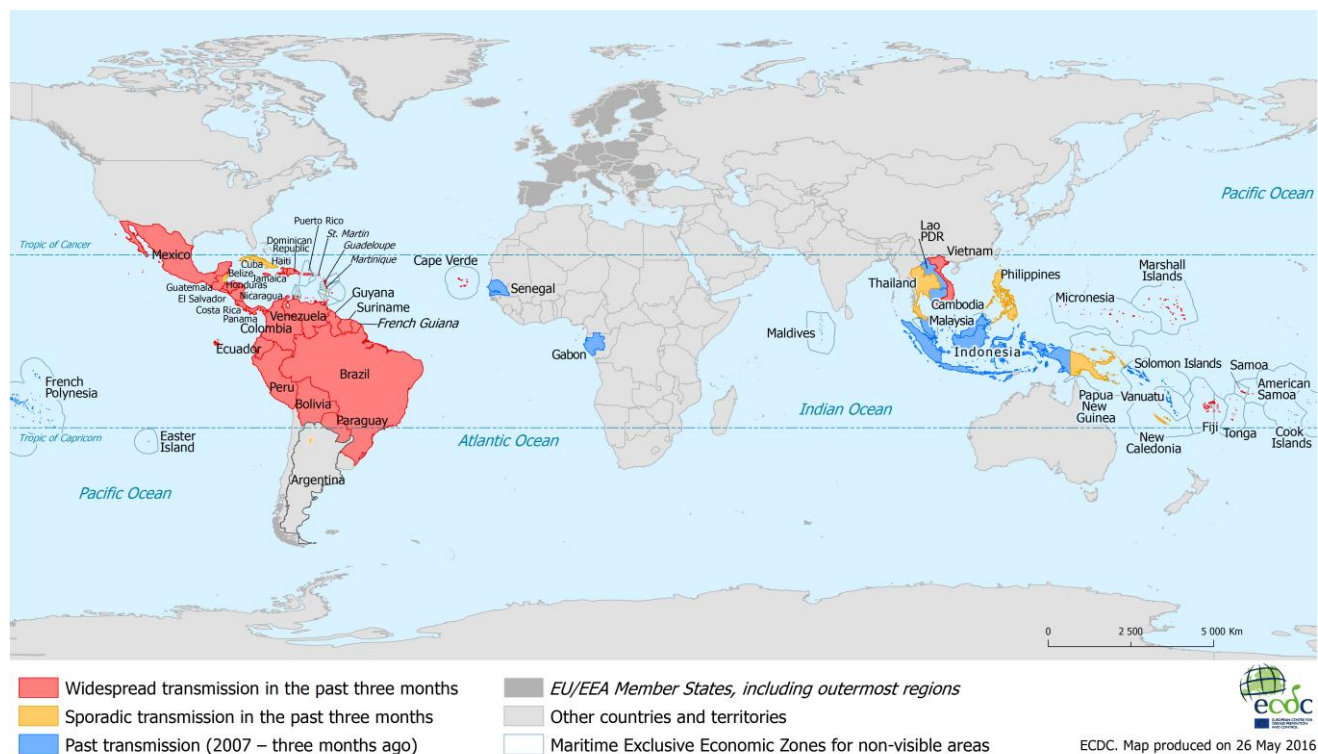 Pacific Ocean
Tropic of Cancer
Mexico
Cuba
Belize
Guatemala
Honduras
El Salvador
Nicaragua
Costa Rica
Panama
Jamaica
Haiti
Dominican
Republic
Puerto Rico
St. Martin
Guadeloupe
Martinique
Guyana
Suriname
French Guiana
Venezuela
Colombia
Ecuador
Peru
Brazil
Bolivia
Paraguay
Argentina
French
Polynesia
Tropic of Capricorn
Easter
Island
Pacific Ocean
Atlantic Ocean
Cape Verde
Senegal
Gabon
Maldives
Indian Ocean
Lao
PDR
Vietnam
Thailand
Cambodia
Malaysia
Indonesia
Philippines
Micronesia
Marshall
Islands
Papua
New
Guinea
Solomon Islands
Vanuatu
New
Caledonia
Fiji
Tonga
Samoa
American
Samoa
Cook
Islands
0 2 500 5 000 Km
Widespread transmission in the past three months
Sporadic transmission in the past three months
Past transmission (2007 – three months ago)
EU/EEA Member States, including outermost regions
Other countries and territories
Maritime Exclusive Economic Zones for non-visible areas
ecdc
EUROPEAN CENTRE FOR
DISEASE PREVENTION
AND CONTROL
ECDC. Map produced on 26 May 2016